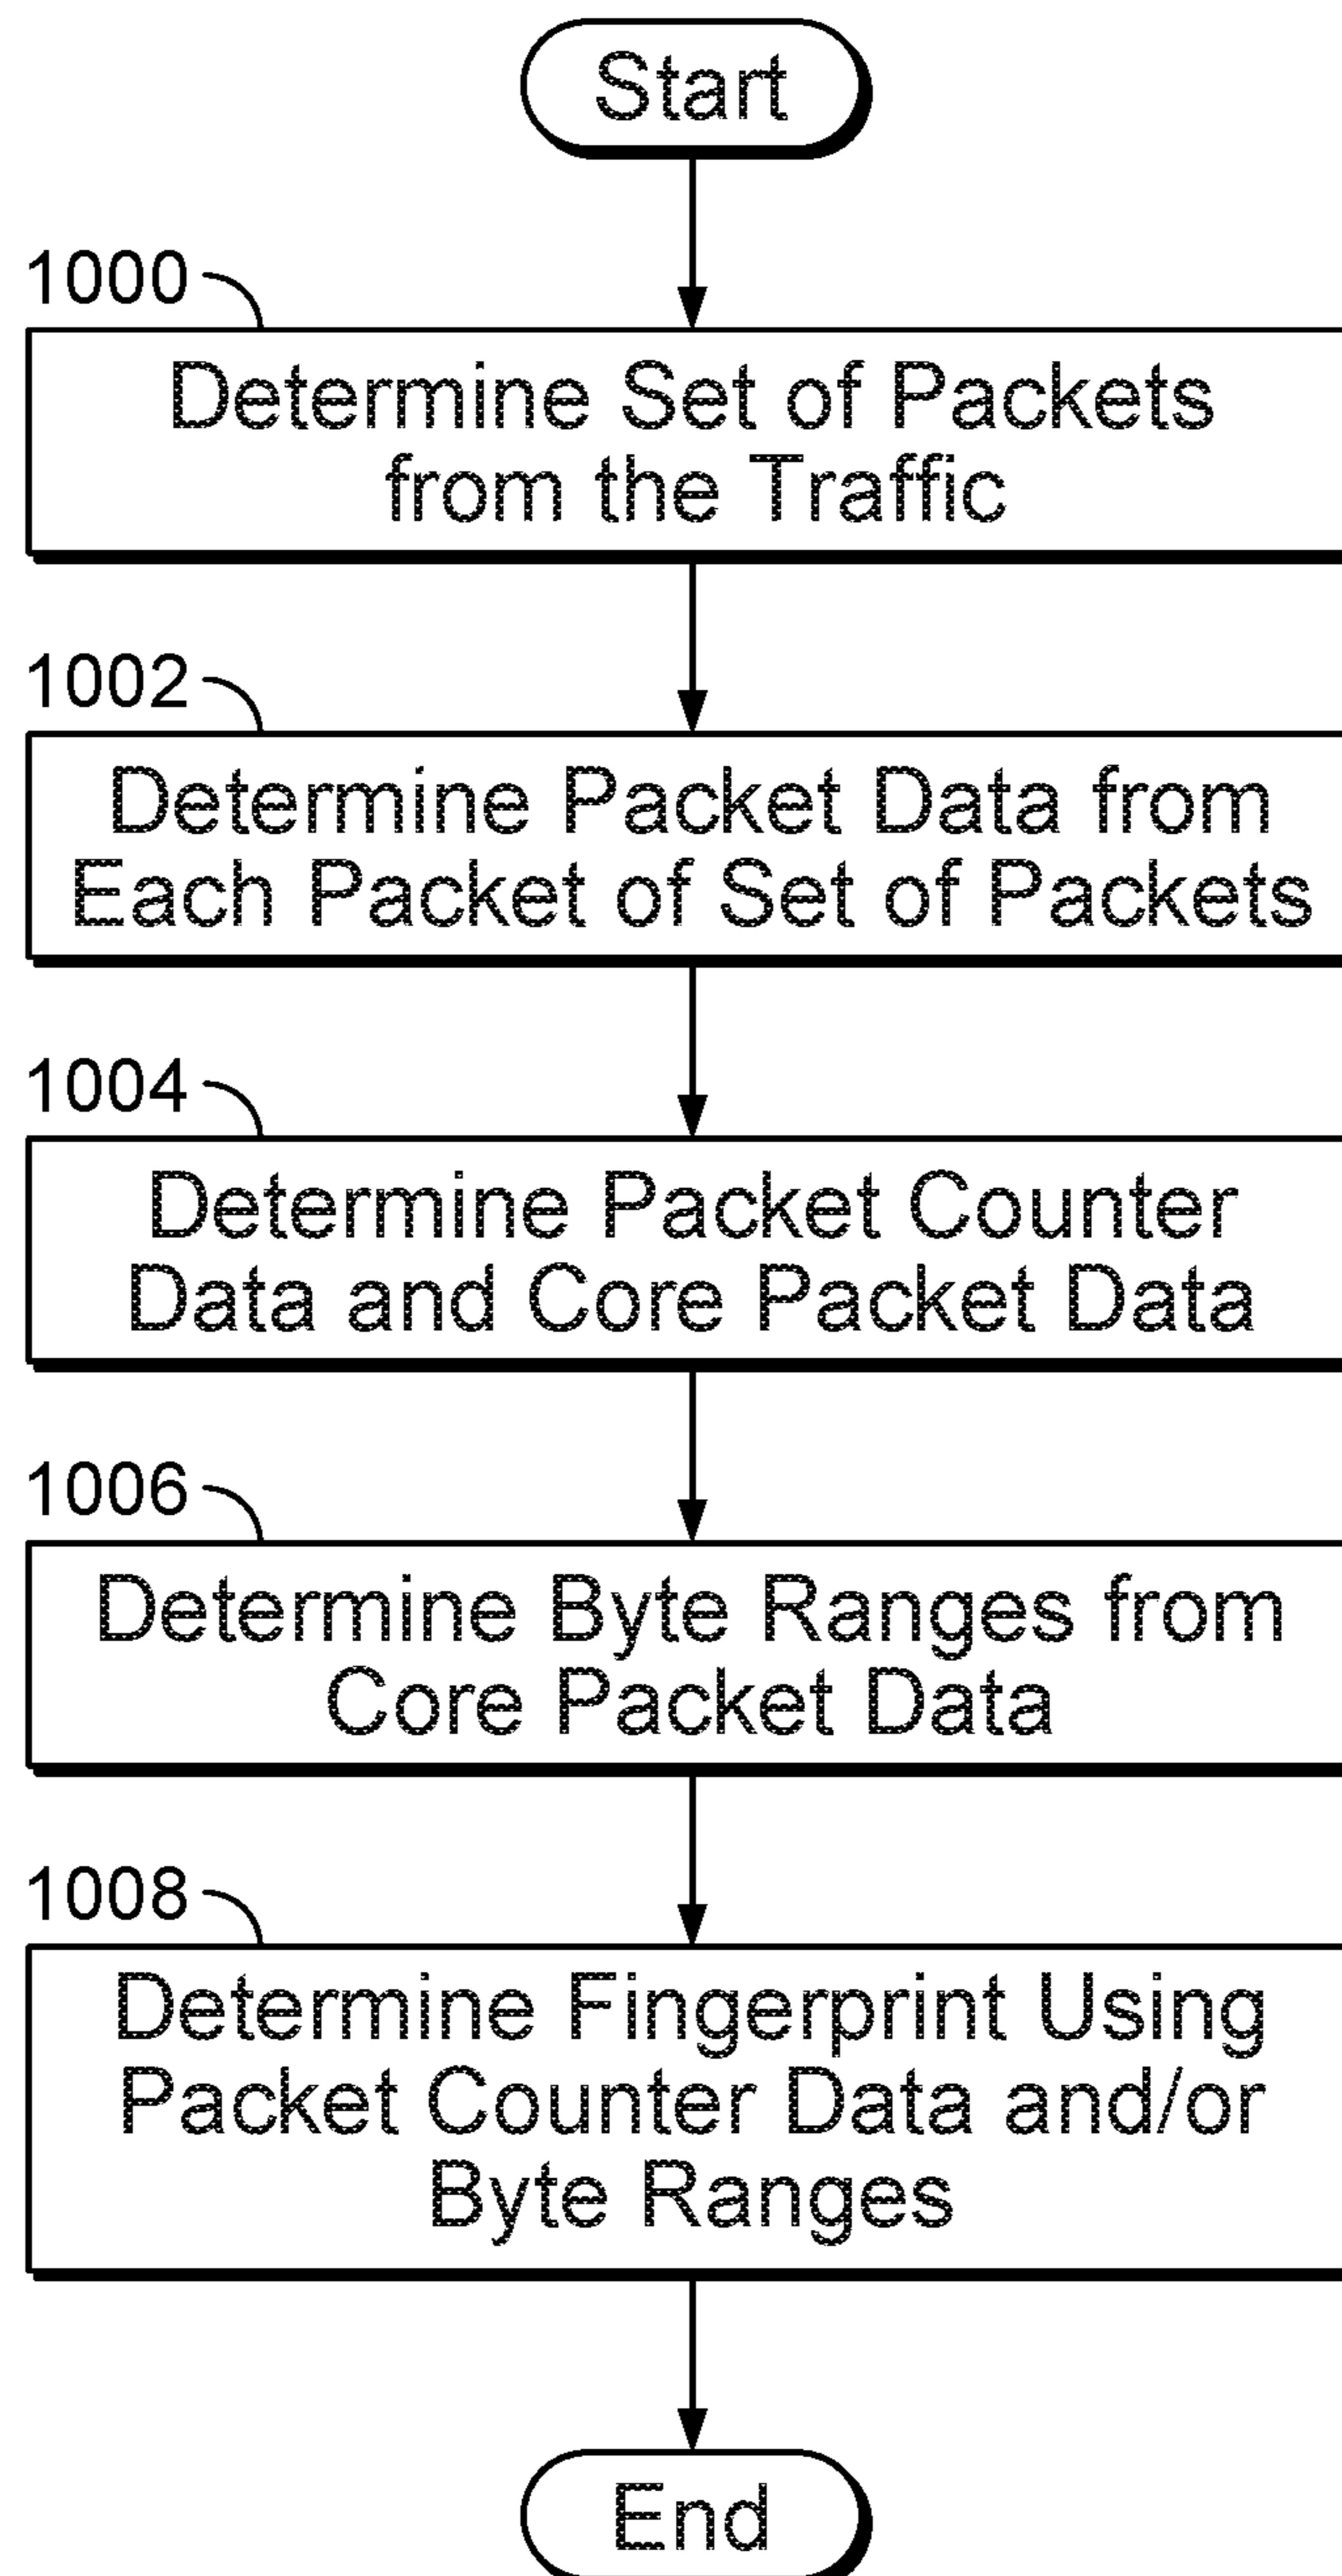 Start
1000
Determine Set of Packets
from the Traffic
1002
Determine Packet Data from
Each Packet of Set of Packets
1004
Determine Packet Counter
Data and Core Packet Data
1006
Determine Byte Ranges from
Core Packet Data
1008
Determine Fingerprint Using
Packet Counter Data and/or
Byte Ranges
End